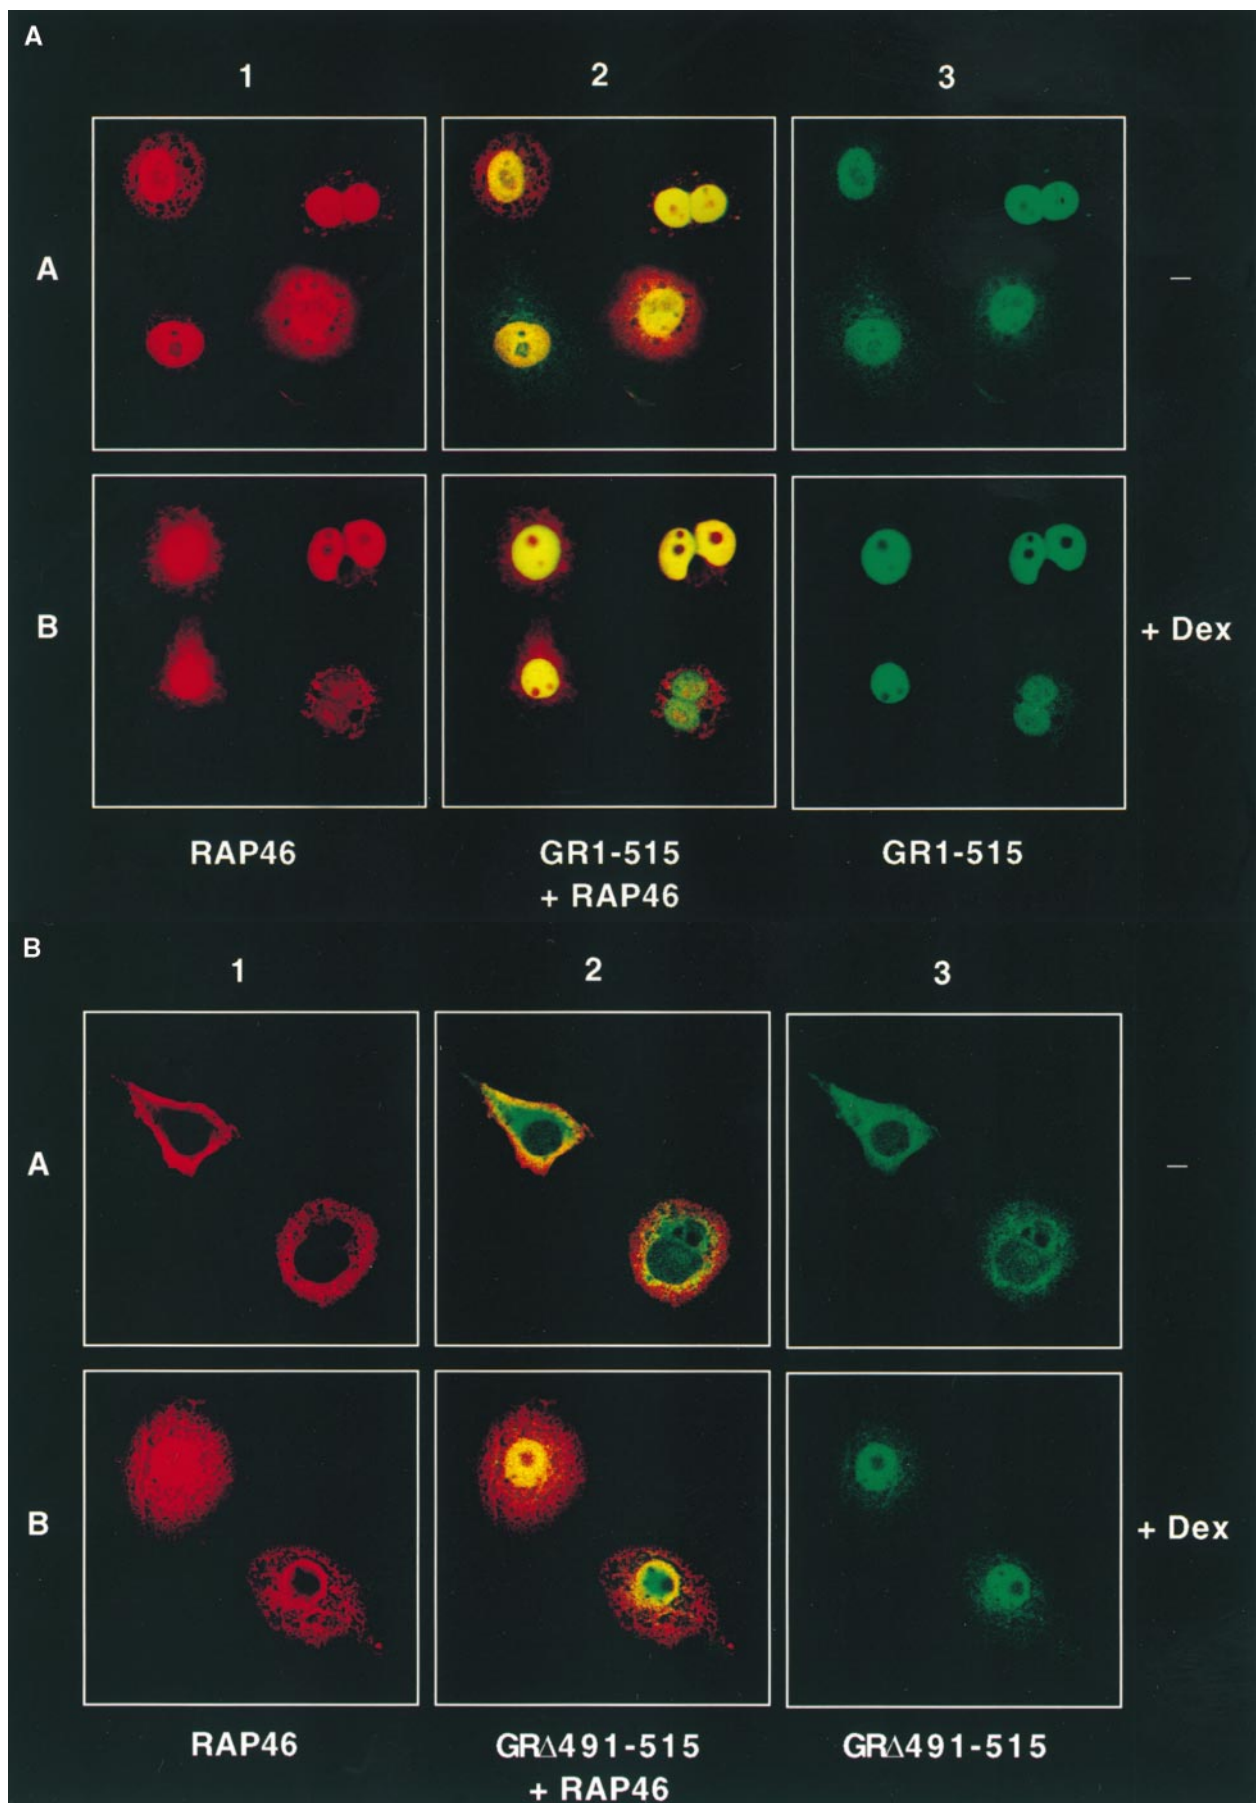 A
1 2 3
A
—
B
+ Dex
RAP46 GR1-515 GR1-515
+ RAP46
B
1 2 3
A
—
B
+ Dex
RAP46 GRΔ491-515 GRΔ491-515
+ RAP46